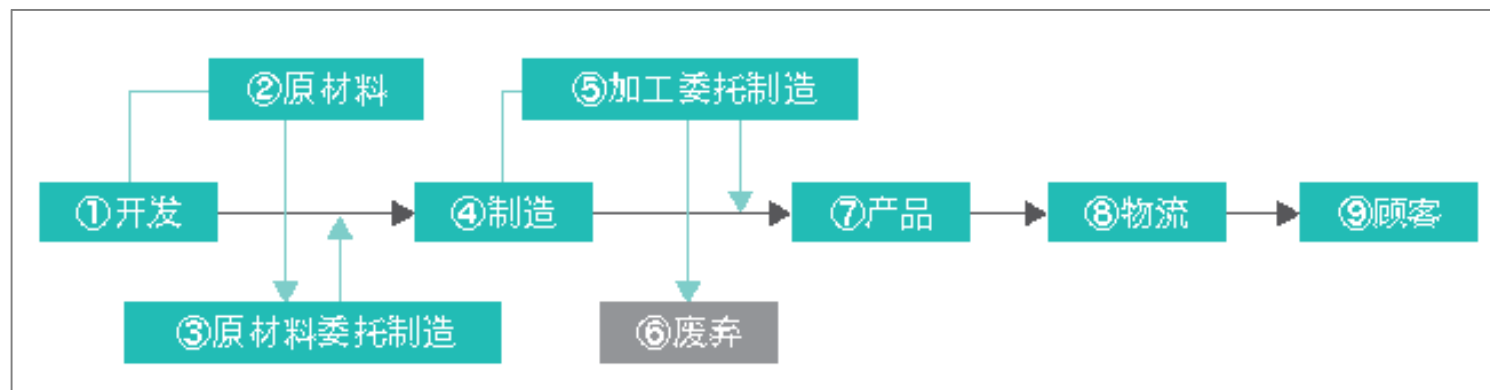 ②原材料
⑤加工委托制造
①开发
④制造
⑦产品
⑧物流
⑨顾客
③原材料委托制造
⑥废弃